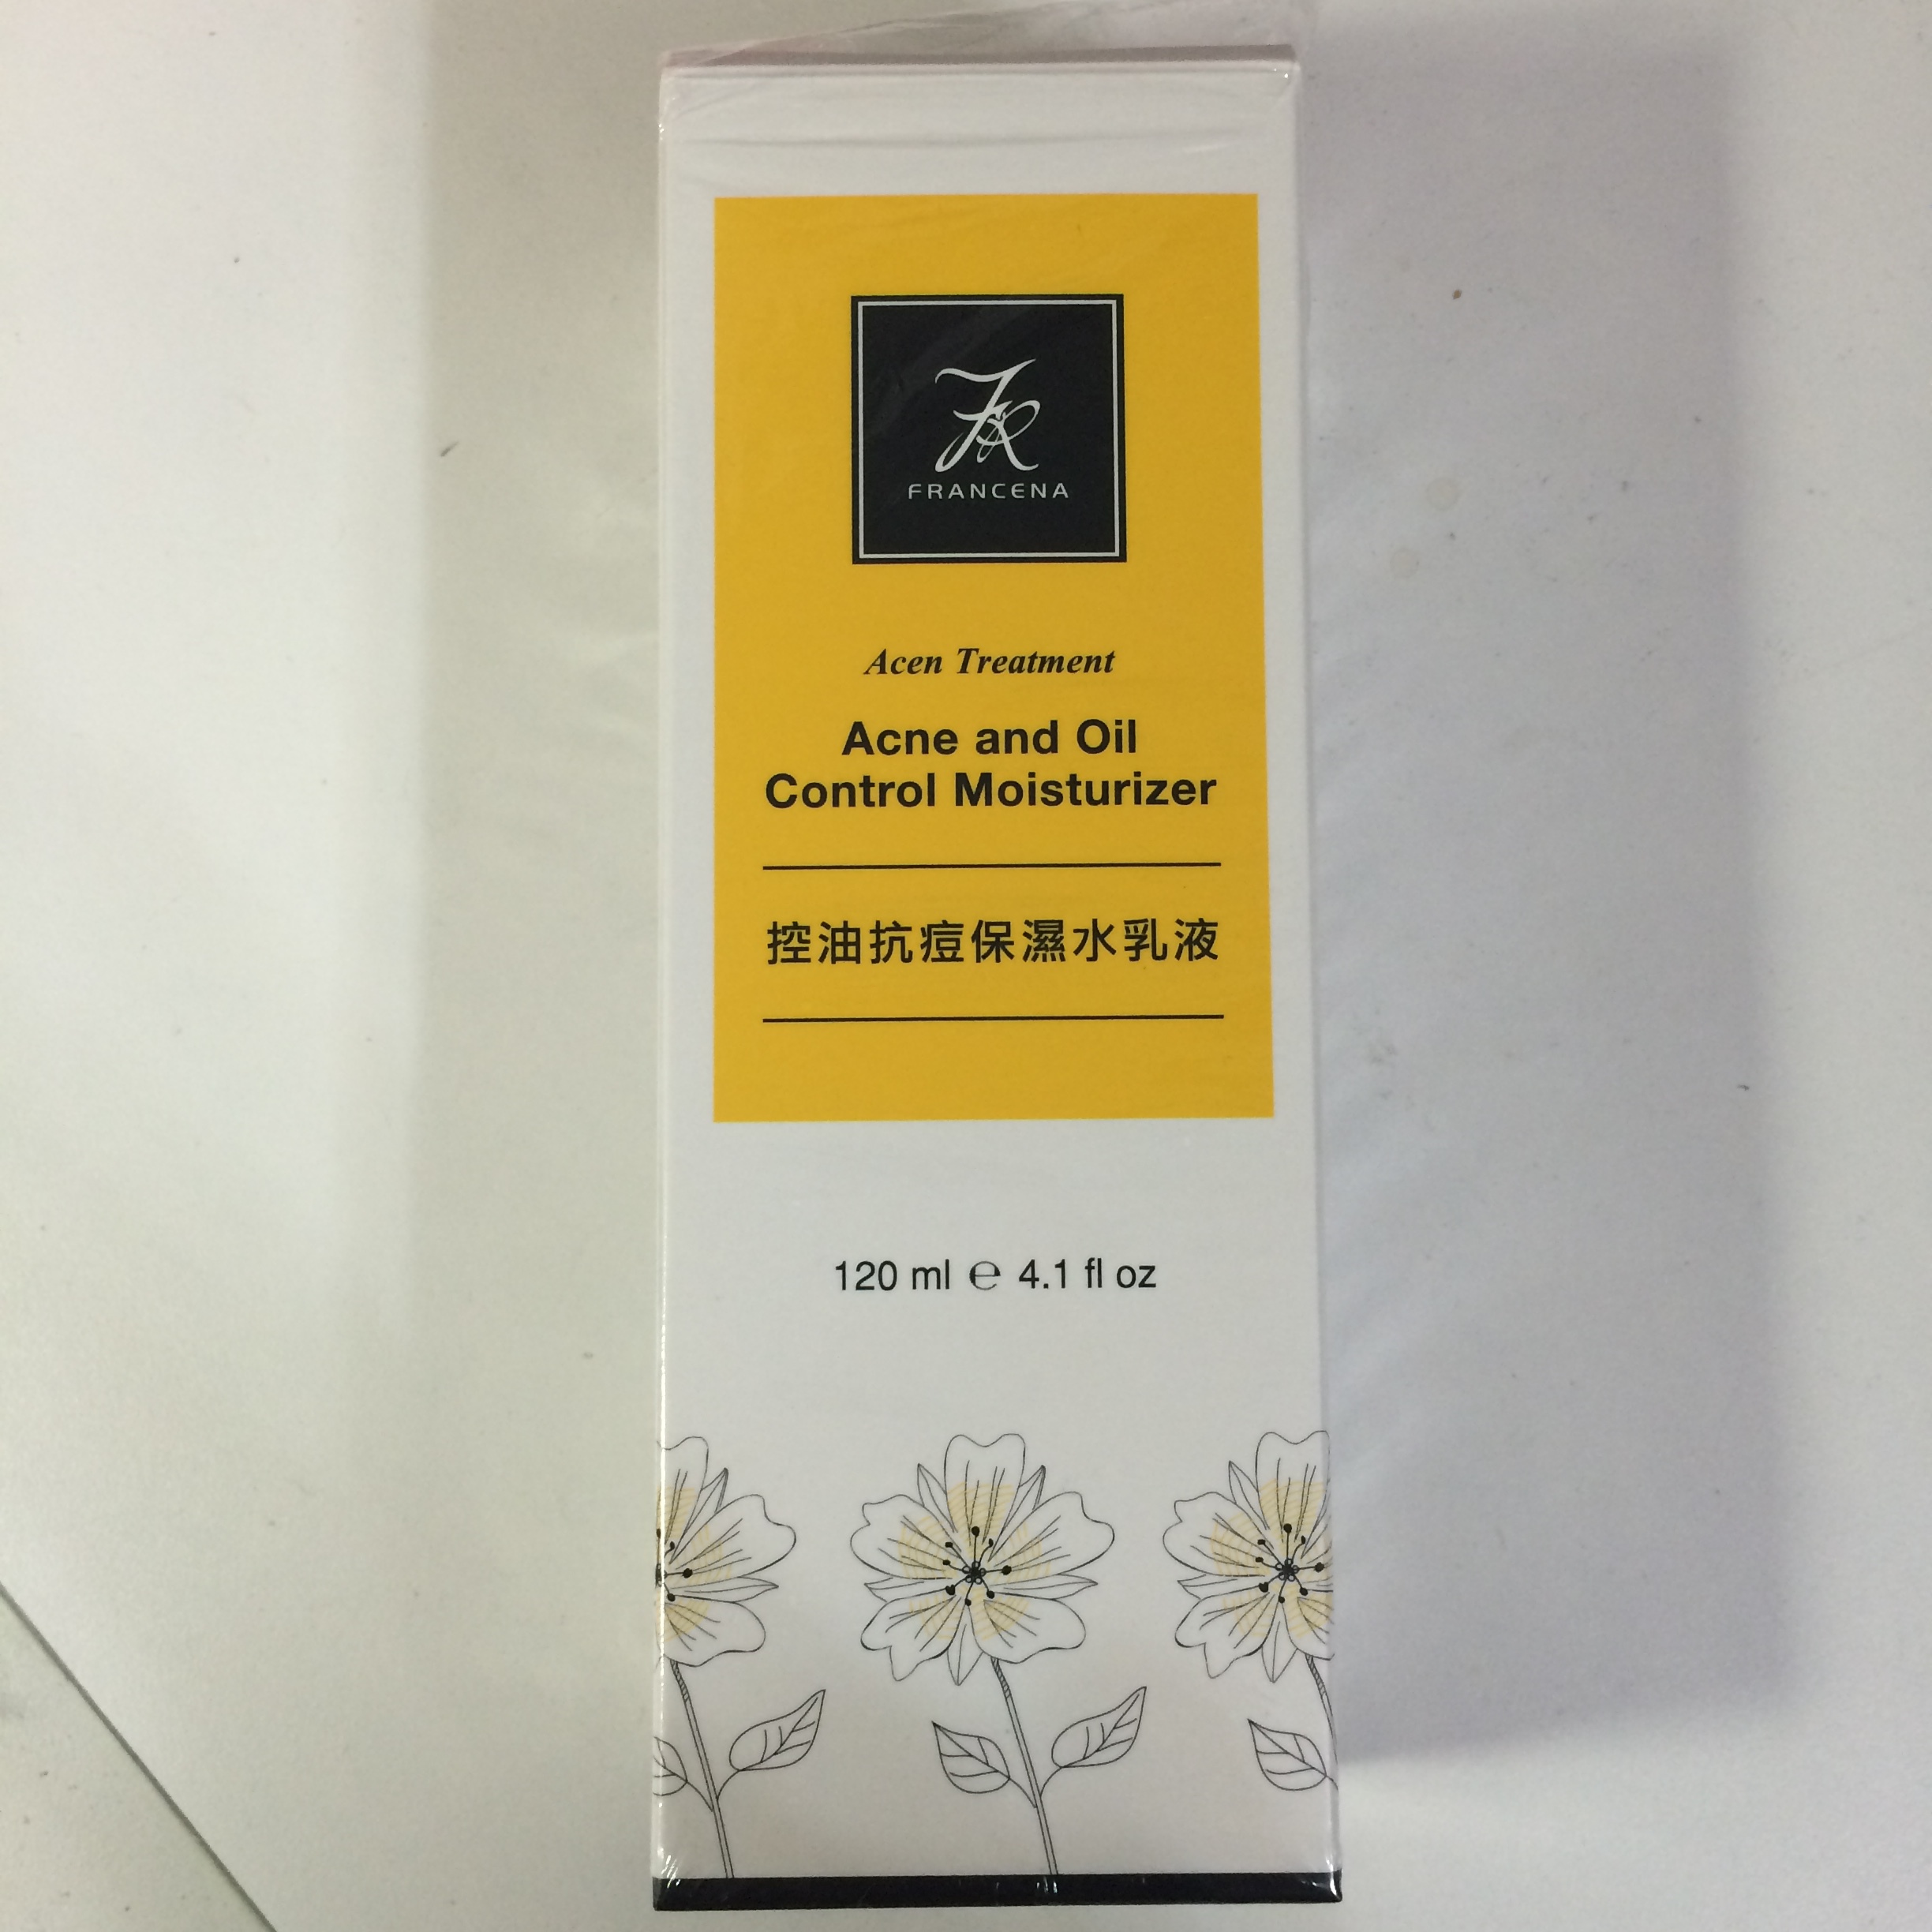 FR
FRANCENA
Acen Treatment
Acne and Oil
Control Moisturizer
控油抗痘保濕水乳液
120 ml ℮ 4.1 fl oz